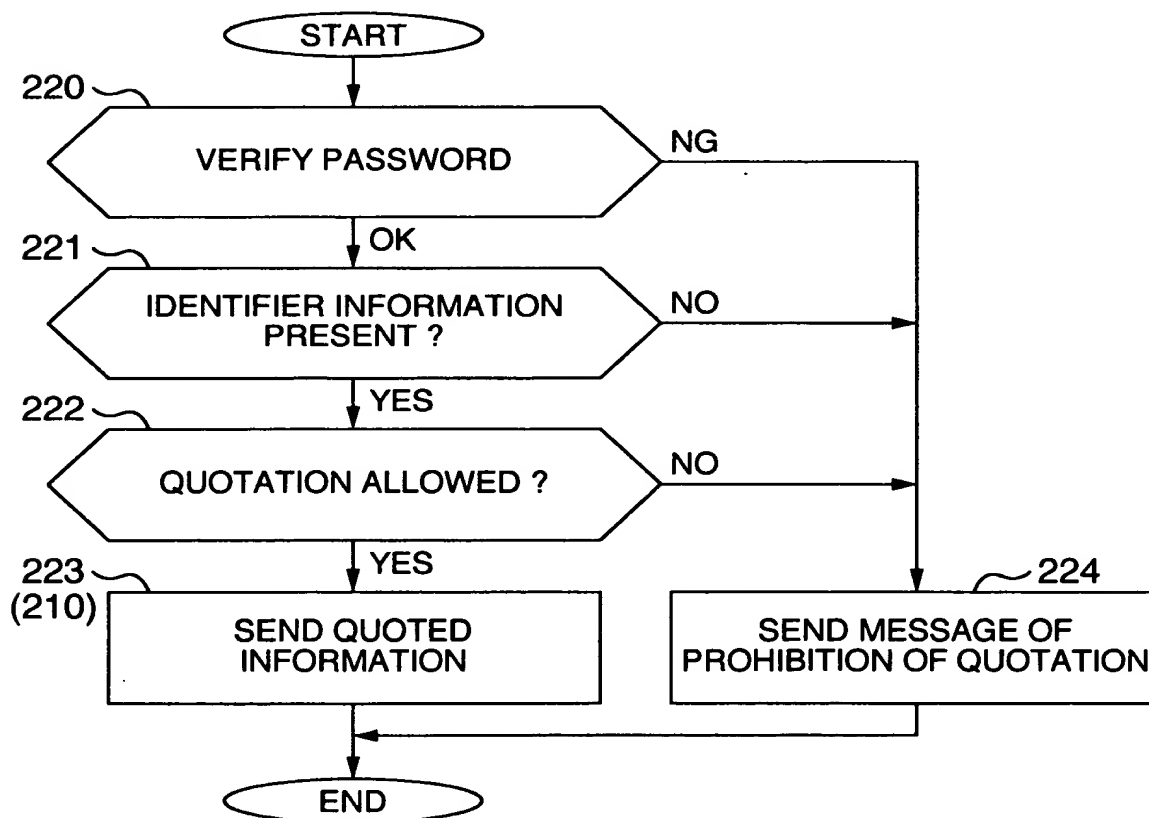 START
220
VERIFY PASSWORD
NG
OK
221
IDENTIFIER INFORMATION
PRESENT ?
NO
YES
222
QUOTATION ALLOWED ?
NO
YES
223
(210)
SEND QUOTED
INFORMATION
224
SEND MESSAGE OF
PROHIBITION OF QUOTATION
END